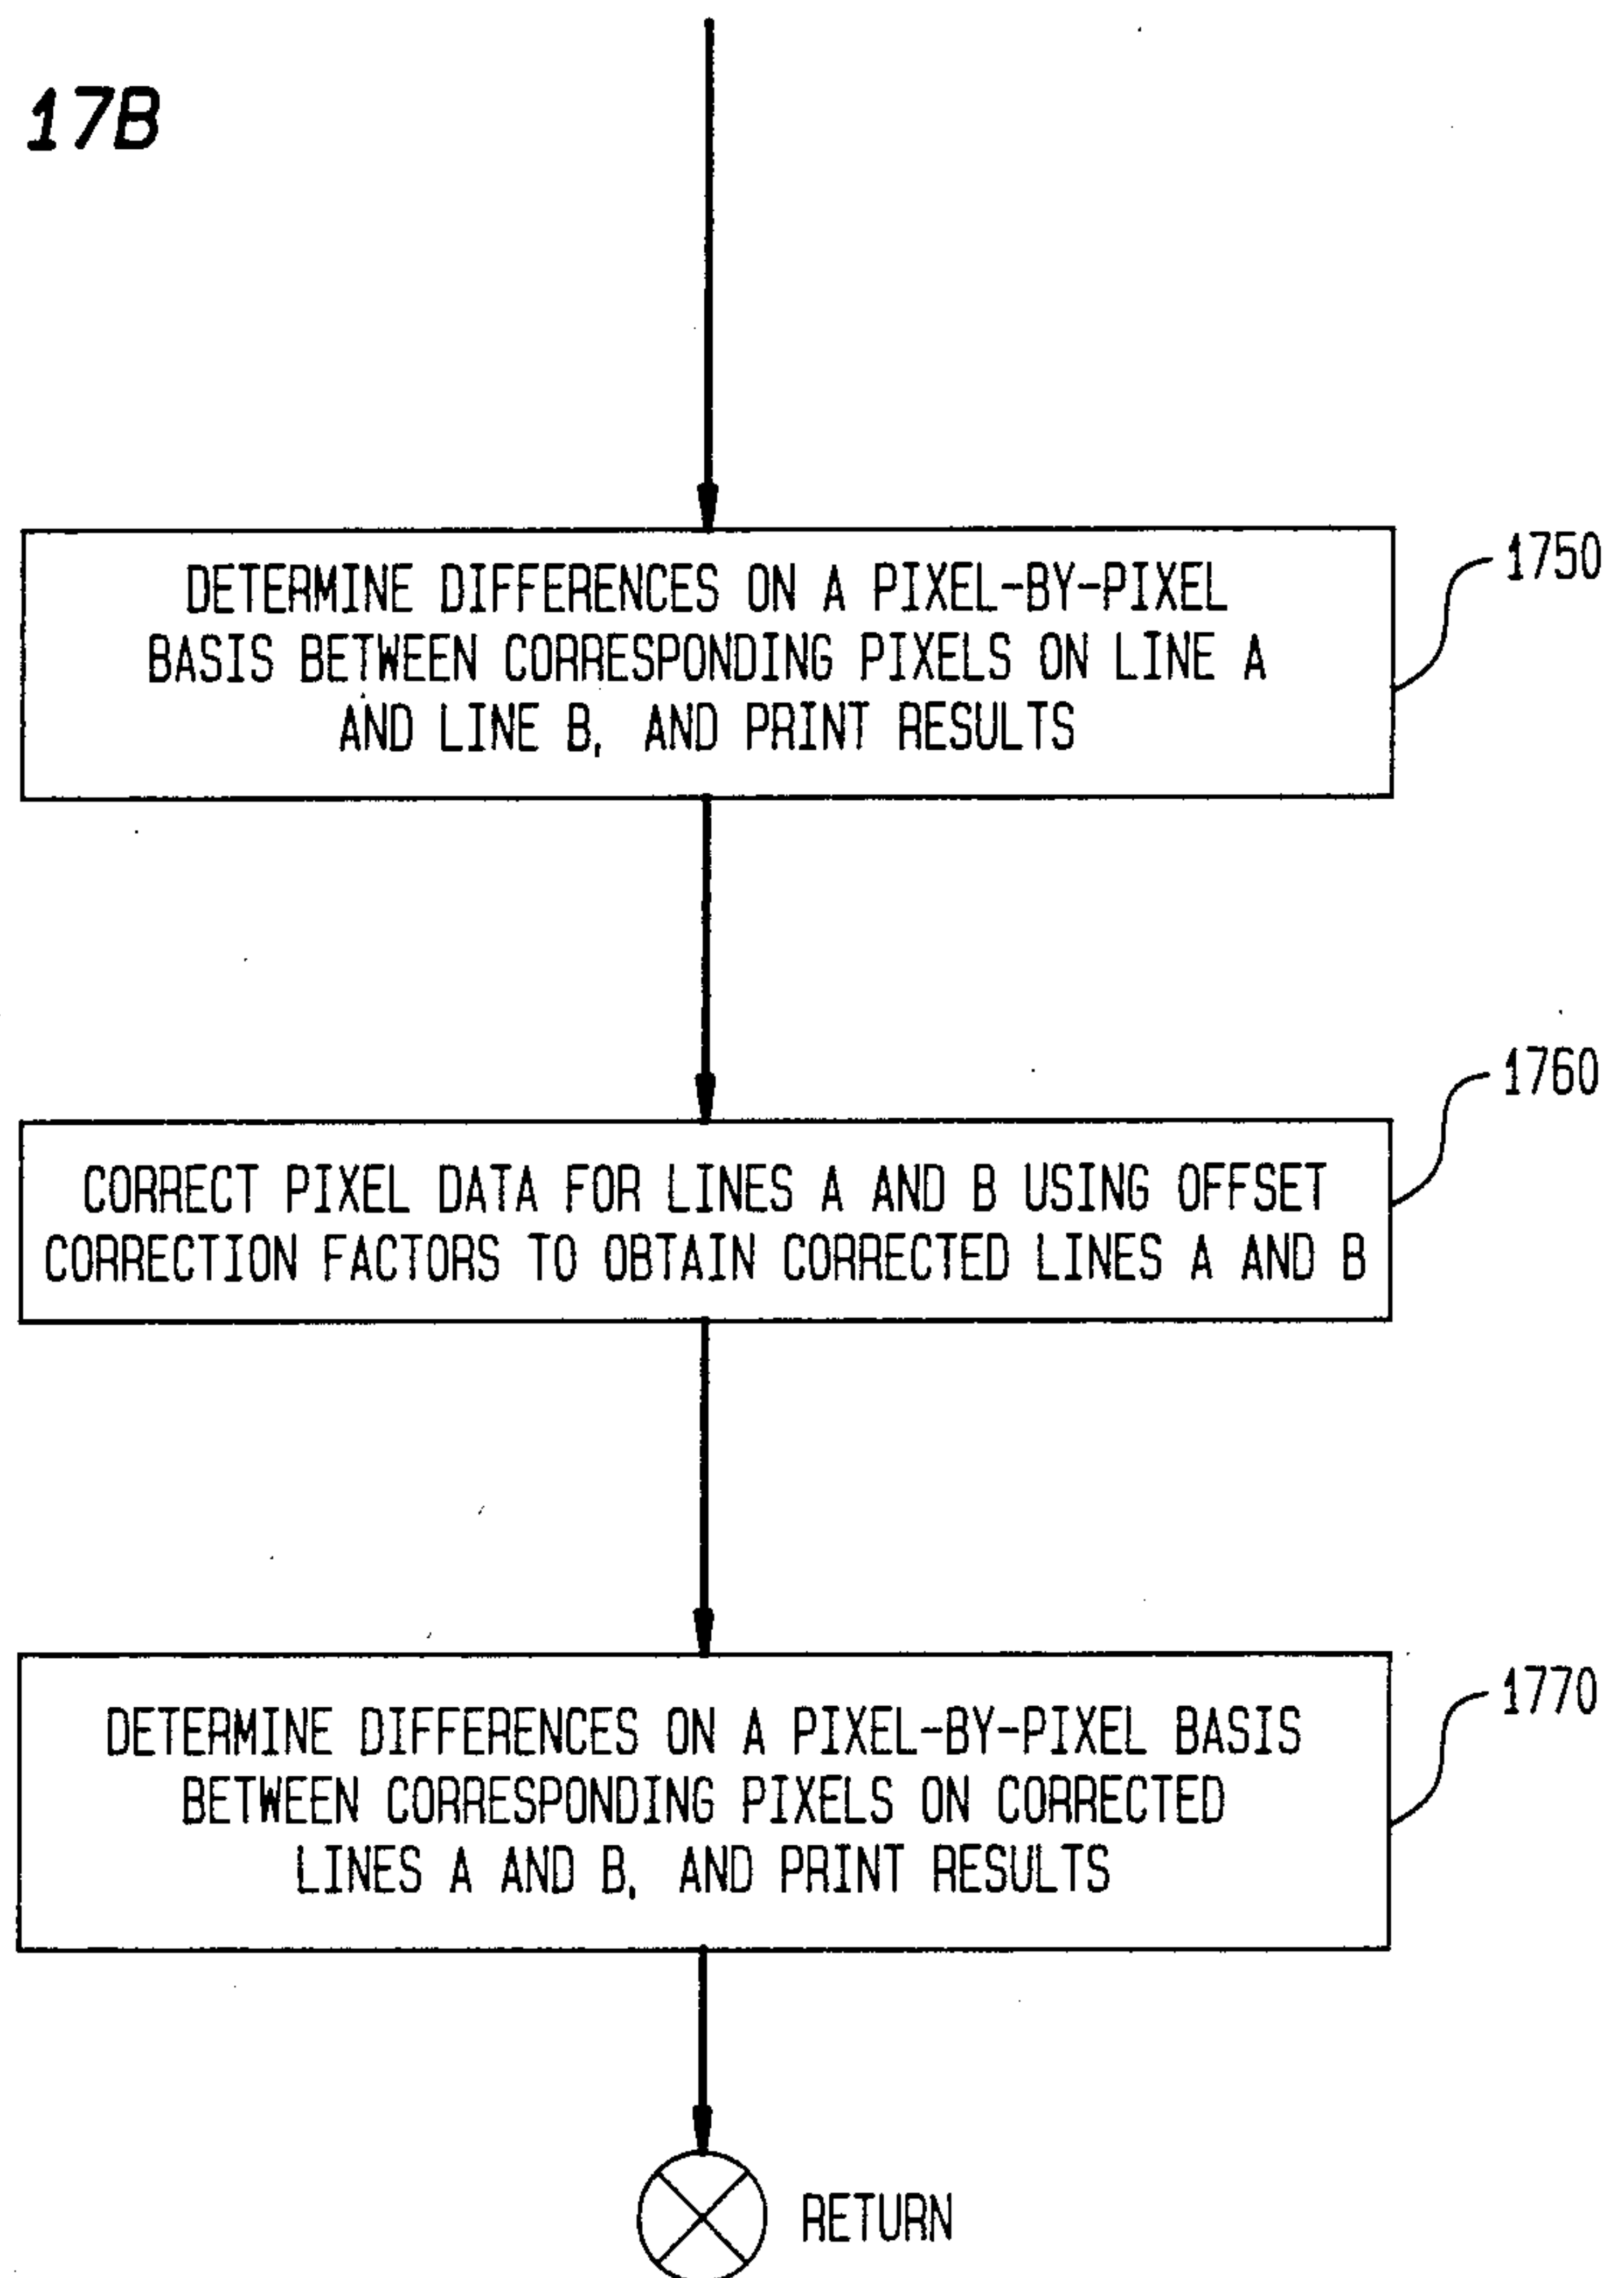 17B
1750
DETERMINE DIFFERENCES ON A PIXEL-BY-PIXEL
BASIS BETWEEN CORRESPONDING PIXELS ON LINE A
AND LINE B, AND PRINT RESULTS
1760
CORRECT PIXEL DATA FOR LINES A AND B USING OFFSET
CORRECTION FACTORS TO OBTAIN CORRECTED LINES A AND B
1770
DETERMINE DIFFERENCES ON A PIXEL-BY-PIXEL BASIS
BETWEEN CORRESPONDING PIXELS ON CORRECTED
LINES A AND B, AND PRINT RESULTS
RETURN